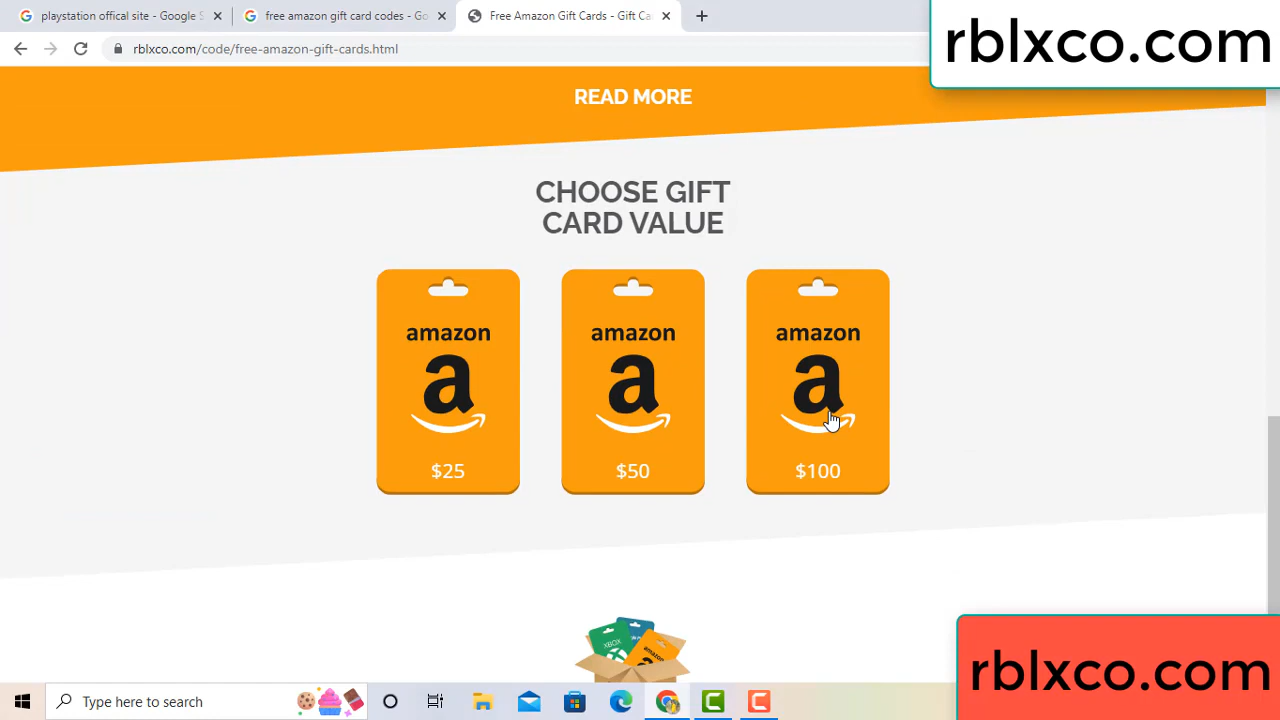 playstation offical site - Google S
free amazon gift card codes - Go
Free Amazon Gift Cards - Gift Ca
rblxco.com/code/free-amazon-gift-cards.html
rblxco.com
READ MORE
CHOOSE GIFT
CARD VALUE
amazon
a
$25
amazon
a
$50
amazon
a
$100
XBOX
amazon
rblxco.com
Type here to search